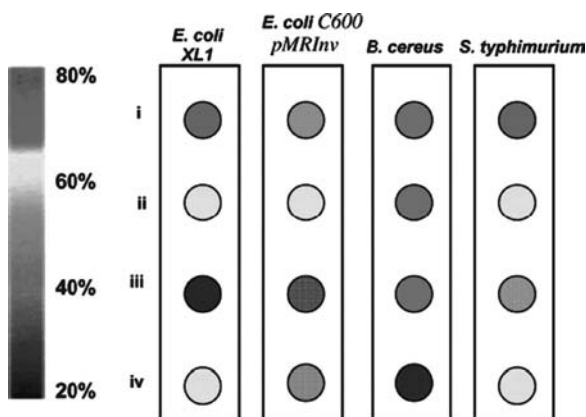 E. coli XL1
E. coli C600 pMRInv
B. cereus
S. typhimurium
80%
60%
40%
20%
i
ii
iii
iv